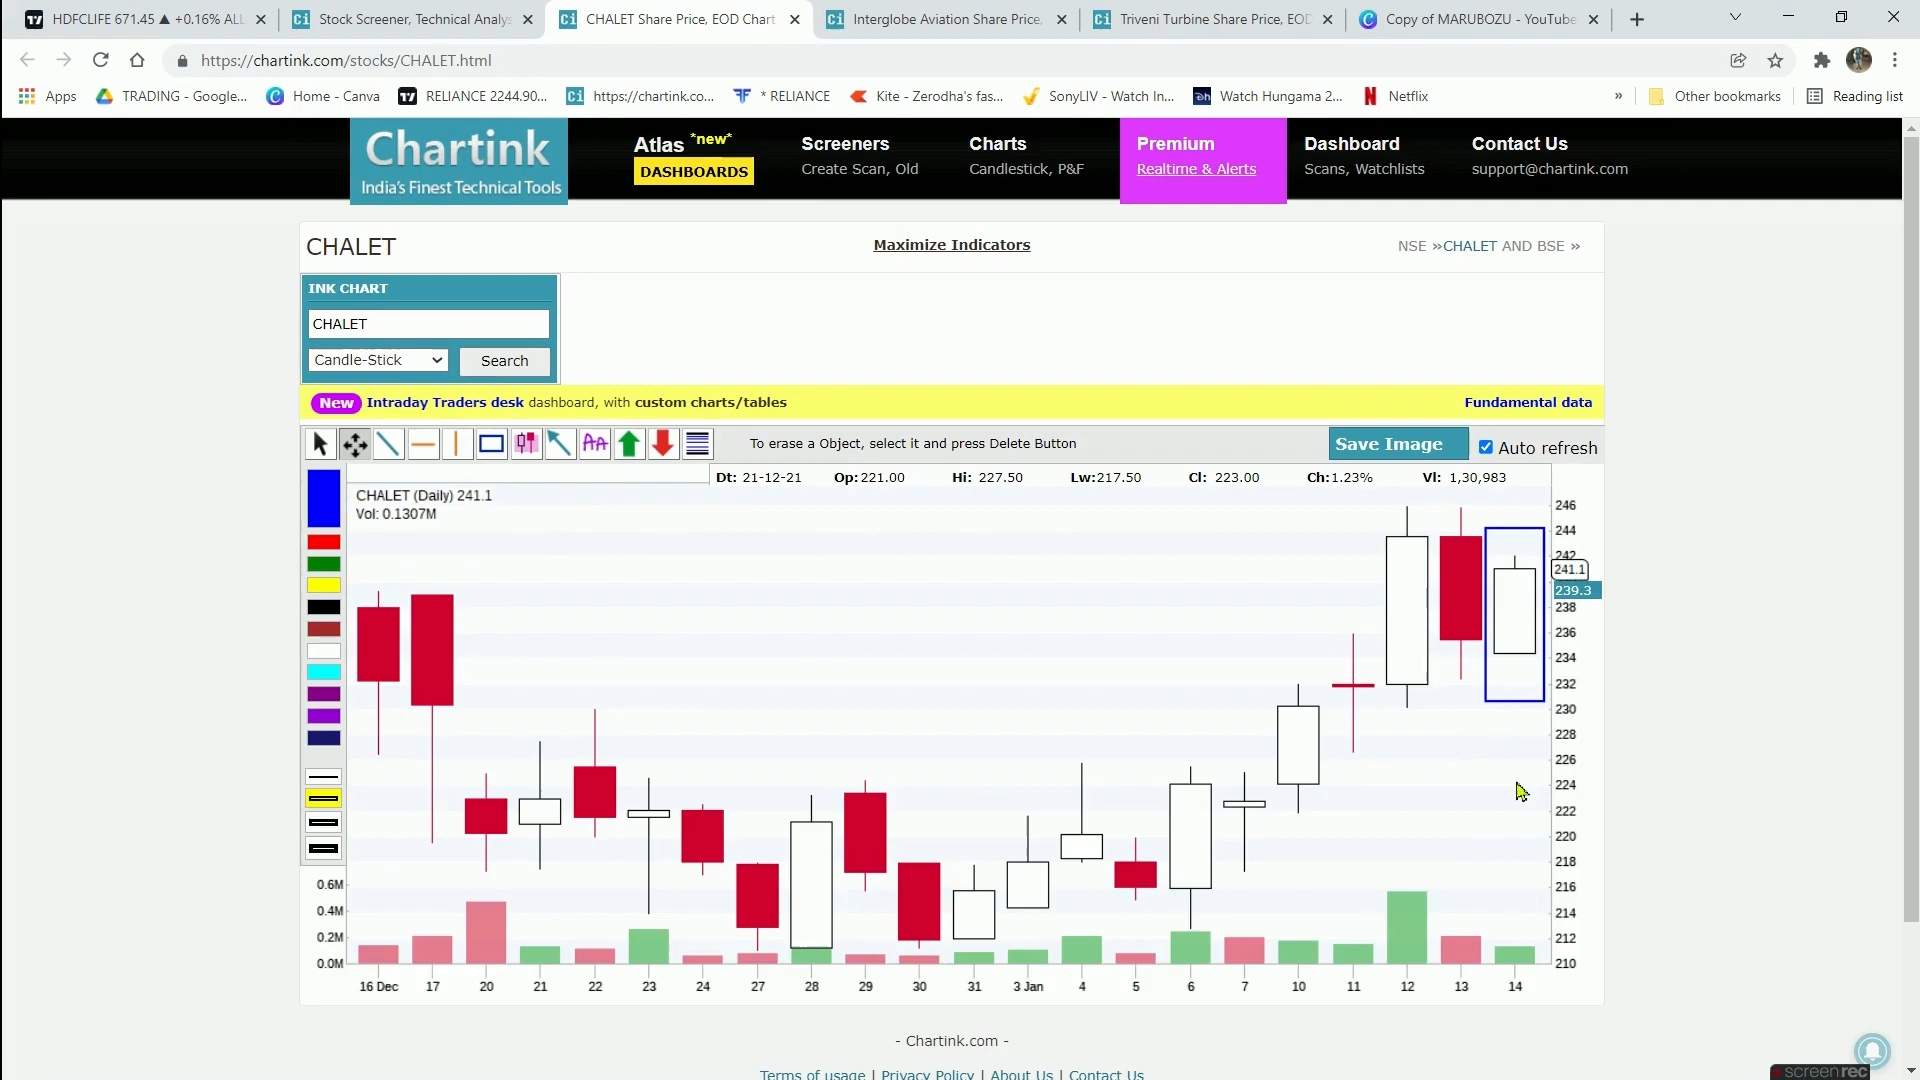 HDFCLIFE 671.45 ▲ +0.16% ALL
Stock Screener, Technical Analys
CHALET Share Price, EOD Chart
Interglobe Aviation Share Price,
Triveni Turbine Share Price, EOD
Copy of MARUBOZU - YouTube
https://chartink.com/stocks/CHALET.html
Apps
TRADING - Google...
Home - Canva
RELIANCE 2244.90...
https://chartink.co...
* RELIANCE
Kite - Zerodha's fas...
SonyLIV - Watch In...
Watch Hungama 2...
Netflix
»
Other bookmarks
Reading list
Chartink
India's Finest Technical Tools
Atlas *new*
DASHBOARDS
Screeners
Create Scan, Old
Charts
Candlestick, P&F
Premium
Realtime & Alerts
Dashboard
Scans, Watchlists
Contact Us
support@chartink.com
CHALET
Maximize Indicators
NSE »CHALET AND BSE »
INK CHART
CHALET
Candle-Stick
Search
New Intraday Traders desk dashboard, with custom charts/tables
Fundamental data
To erase a Object, select it and press Delete Button
Save Image
Auto refresh
Dt: 21-12-21 Op:221.00 Hi: 227.50 Lw:217.50 Cl: 223.00 Ch:1.23% Vl: 1,30,983
CHALET (Daily) 241.1
Vol: 0.1307M
246
244
242
241.1
239.3
238
236
234
232
230
228
226
224
222
220
218
216
214
212
210
0.6M
0.4M
0.2M
0.0M
16 Dec 17 20 21 22 23 24 27 28 29 30 31 3 Jan 4 5 6 7 10 11 12 13 14
- Chartink.com -
Terms of usage | Privacy Policy | About Us | Contact Us
screenrec